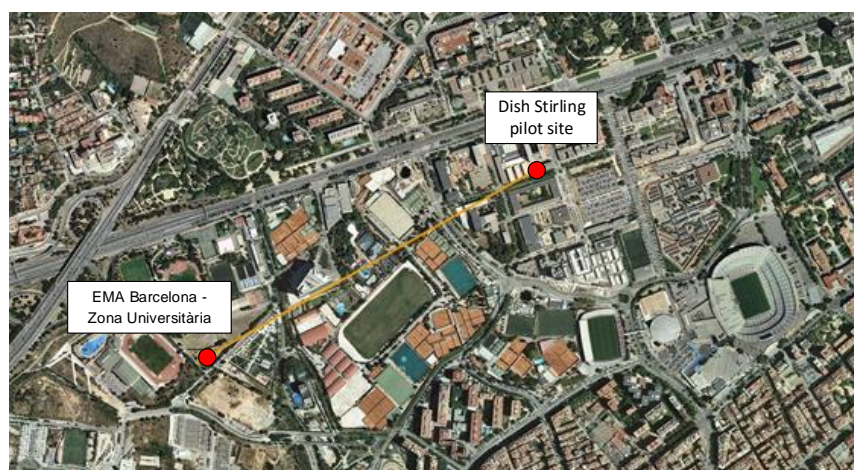 Dish Stirling
pilot site
EMA Barcelona -
Zona Universitària